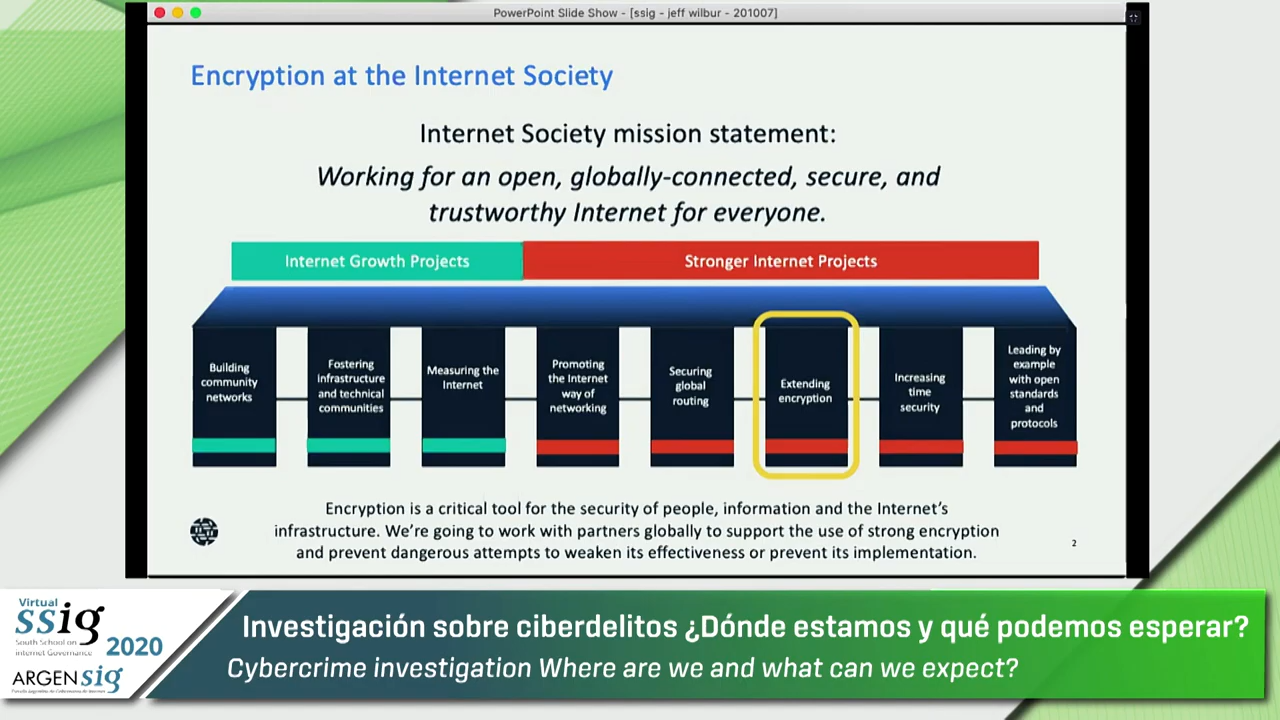 PowerPoint Slide Show - [ssig - jeff wilbur - 201007]
Encryption at the Internet Society
Internet Society mission statement:
Working for an open, globally-connected, secure, and
trustworthy Internet for everyone.
Internet Growth Projects
Stronger Internet Projects
Building
community
networks
Fostering
infrastructure
and technical
communities
Measuring the
Internet
Promoting
the Internet
way of
networking
Securing
global
routing
Extending
encryption
Increasing
time
security
Leading by
example
with open
standards
and
protocols
Encryption is a critical tool for the security of people, information and the Internet's
infrastructure. We're going to work with partners globally to support the use of strong encryption
and prevent dangerous attempts to weaken its effectiveness or prevent its implementation.
2
Virtual
ssig
South School on
Internet Governance
2020
ARGENsig
Investigación sobre ciberdelitos ¿Dónde estamos y qué podemos esperar?
Cybercrime investigation Where are we and what can we expect?